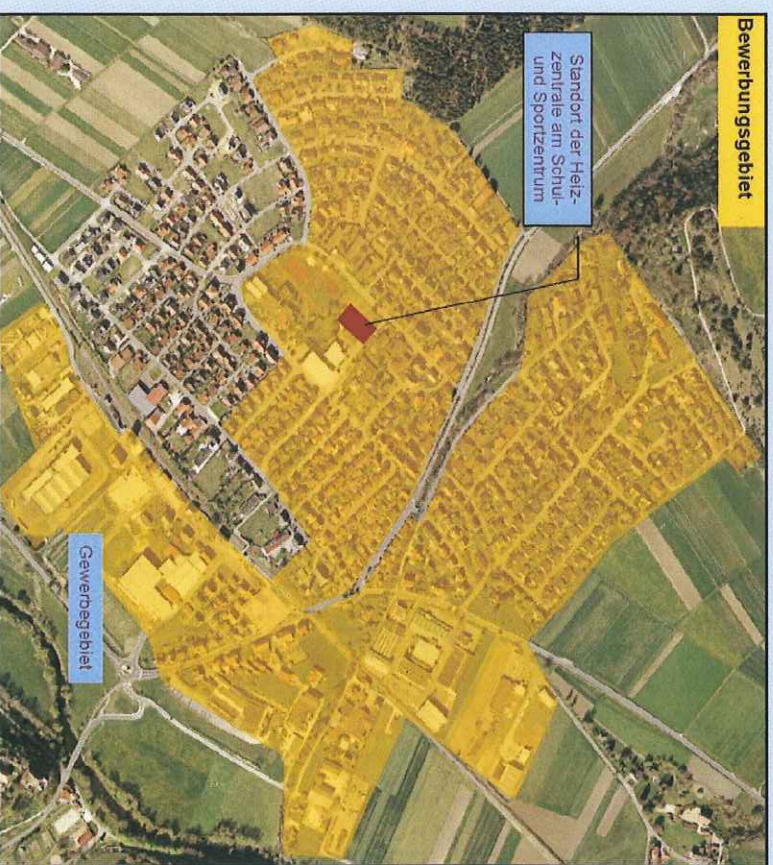 Bewerbungsgebiet
Standort der Heiz-
zentrale am Schul-
und Sportzentrum
Gewerbegebiet